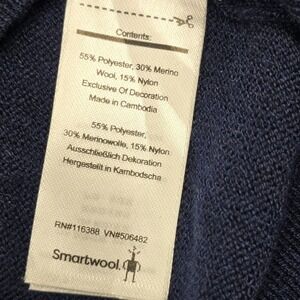 Contents:
55% Polyester, 30% Merino
Wool, 15% Nylon
Exclusive Of Decoration
Made in Cambodia
55% Polyester,
30% Merinowolle, 15% Nylon
Ausschließlich Dekoration
Hergestellt in Kambodscha
RN#116388 VN#506482
Smartwool